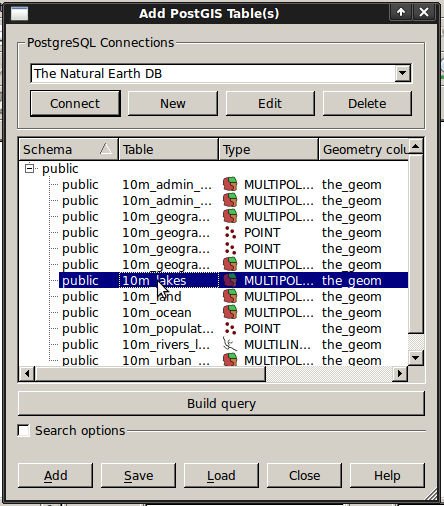 Add PostGIS Table(s)
PostgreSQL Connections
The Natural Earth DB
Connect New Edit Delete
Schema Table Type Geometry colu
public
public 10m_admin_... MULTIPOL... the_geom
public 10m_admin_... MULTIPOL... the_geom
public 10m_geogra... MULTIPOL... the_geom
public 10m_geogra... POINT the_geom
public 10m_geogra... POINT the_geom
public 10m_geogra... MULTIPOL... the_geom
public 10m_lakes MULTIPOL... the_geom
public 10m_land MULTIPOL... the_geom
public 10m_ocean MULTIPOL... the_geom
public 10m_populat... POINT the_geom
public 10m_rivers_l... MULTILIN... the_geom
public 10m_urban_... MULTIPOL... the_geom
Build query
Search options
Add Save Load Close Help